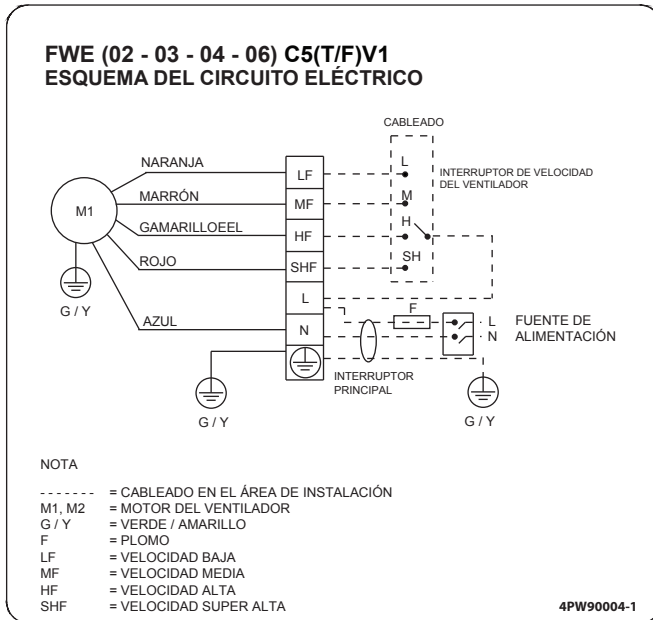 FWE (02 - 03 - 04 - 06) C5(T/F)V1
ESQUEMA DEL CIRCUITO ELÉCTRICO
CABLEADO
NARANJA
MARRÓN
GAMARILLOEEL
ROJO
AZUL
M1
G / Y
LF
MF
HF
SHF
L
N
G / Y
L
M
H
SH
INTERRUPTOR DE VELOCIDAD
DEL VENTILADOR
F
L
N
FUENTE DE
ALIMENTACIÓN
INTERRUPTOR
PRINCIPAL
G / Y
NOTA
- - - - - - - = CABLEADO EN EL ÁREA DE INSTALACIÓN
M1, M2 = MOTOR DEL VENTILADOR
G / Y = VERDE / AMARILLO
F = PLOMO
LF = VELOCIDAD BAJA
MF = VELOCIDAD MEDIA
HF = VELOCIDAD ALTA
SHF = VELOCIDAD SUPER ALTA
4PW90004-1